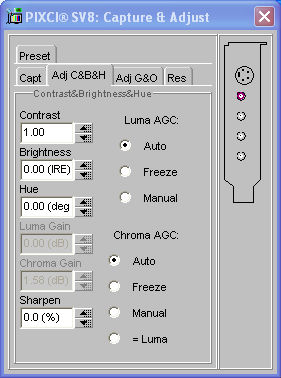 PIXCI® SV8: Capture & Adjust
Preset
Capt Adj C&B&H Adj G&O Res
Contrast&Brightness&Hue
Contrast
1.00
Brightness
0.00 (IRE)
Hue
0.00 (deg
Luma Gain
0.00 (dB)
Chroma Gain
1.58 (dB)
Sharpen
0.0 (%)
Luma AGC:
Auto
Freeze
Manual
Chroma AGC:
Auto
Freeze
Manual
= Luma